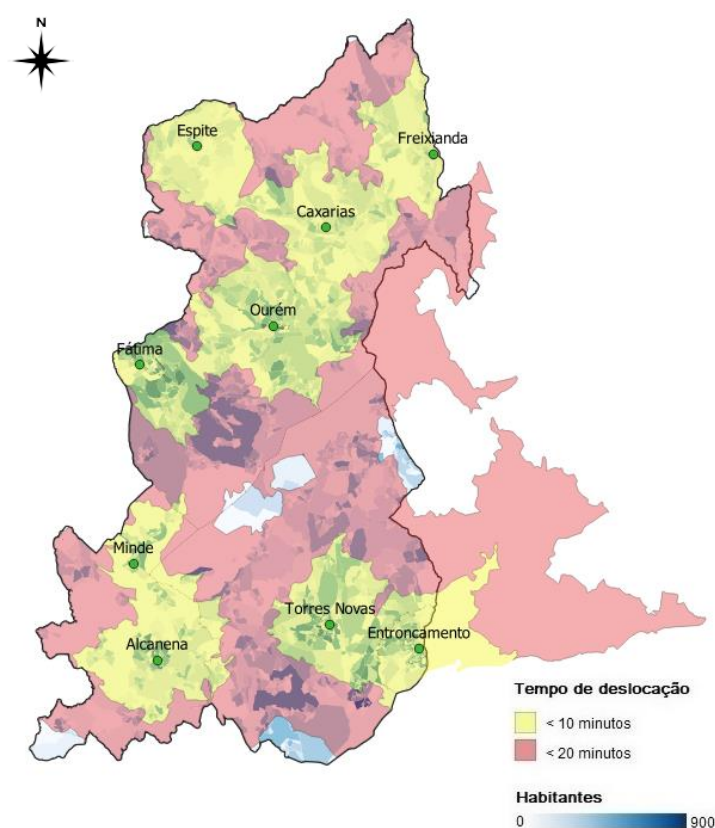 N
Espite
Freixianda
Caxarias
Ourém
Fátima
Minde
Torres Novas
Entroncamento
Alcanena
Tempo de deslocação
< 10 minutos
< 20 minutos
Habitantes
0 900